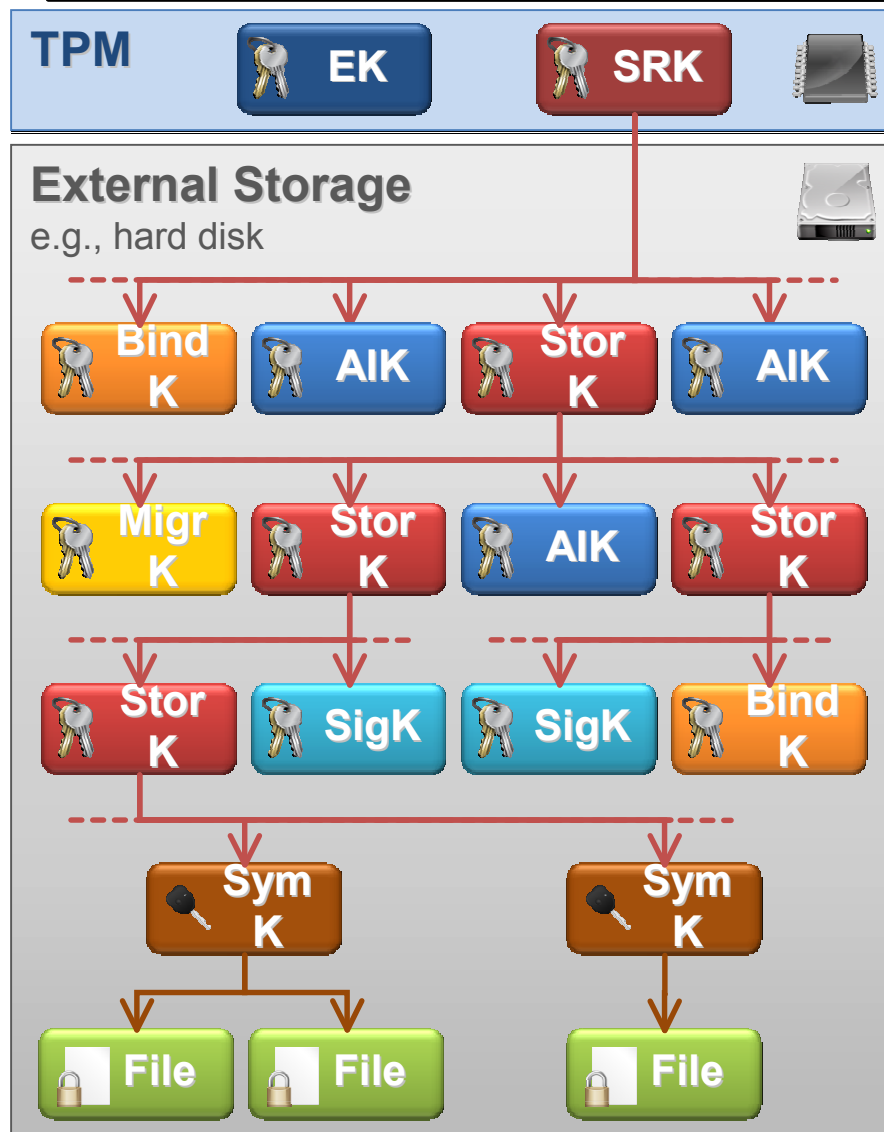 TPM
EK
SRK
External Storage
e.g., hard disk
Bind
K
AIK
Stor
K
AIK
Migr
K
Stor
K
AIK
Stor
K
Stor
K
SigK
SigK
Bind
K
Sym
K
Sym
K
File
File
File